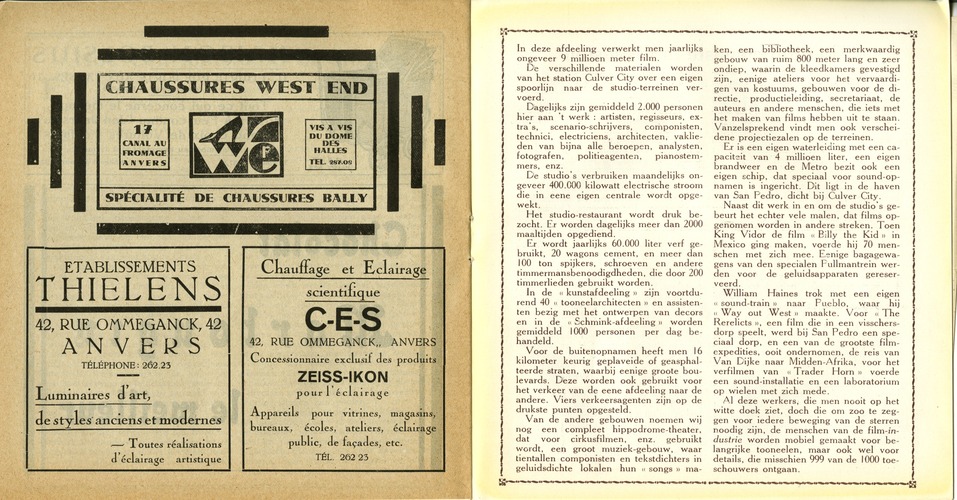 CHAUSSURES WEST END
17
CANAL AU
FROMAGE
ANVERS
We
VIS A VIS
DU DOME
DES
HALLES
TEL. 287.08
SPÉCIALITÉ DE CHAUSSURES BALLY
ETABLISSEMENTS
THIELENS
42, RUE OMMEGANCK, 42
ANVERS
TÉLÉPHONE: 262.23
Luminaires d'art,
de styles anciens et modernes
— Toutes réalisations
d'éclairage artistique
Chauffage et Eclairage
scientifique
C-E-S
42, RUE OMMEGANCK,, ANVERS
Concessionnaire exclusif des produits
ZEISS-IKON
pour l'éclairage
Appareils pour vitrines, magasins,
bureaux, écoles, ateliers, éclairage
public, de façades, etc.
TÉL. 262 23
In deze afdeeling verwerkt men jaarlijks
ongeveer 9 millioen meter film.
De verschillende materialen worden
van het station Culver City over een eigen
spoorlijn naar de studio-terreinen ver-
voerd.
Dagelijks zijn gemiddeld 2.000 personen
hier aan 't werk : artisten, regisseurs, ex-
tra's, scenario-schrijvers, componisten,
technici, electriciens, architecten, vaklie-
den van bijna alle beroepen, analysten,
fotografen, politieagenten, pianostem-
mers, enz.
De studio's verbruiken maandelijks on-
geveer 400.000 kilowatt electrische stroom
die in eene eigen centrale wordt opge-
wekt.
Het studio-restaurant wordt druk be-
zocht. Er worden dagelijks meer dan 2000
maaltijden opgediend.
Er wordt jaarlijks 60.000 liter verf ge-
bruikt, 20 wagons cement, en meer dan
100 ton spijkers, schroeven en andere
timmermansbenoodigdheden, die door 200
timmerlieden gebruikt worden.
In de « kunstafdeeling » zijn voortdu-
rend 40 « tooneelarchitecten » en assisten-
ten bezig met het ontwerpen van decors
en in de « Schmink-afdeeling » worden
gemiddeld 1000 personen per dag be-
handeld.
Voor de buitenopnamen heeft men 16
kilometer keurig geplaveide of geasphal-
teerde straten, waarbij eenige groote bou-
levards. Deze worden ook gebruikt voor
het verkeer van de eene afdeeling naar de
andere. Viers verkeersagenten zijn op de
drukste punten opgesteld.
Van de andere gebouwen noemen wij
nog een compleet hippodrome-theater,
dat voor cirkusfilmen, enz. gebruikt
wordt, een groot muziek-gebouw, waar
tientallen componisten en tekstdichters in
geluidsdichte lokalen hun « songs » ma-
ken, een bibliotheek, een merkwaardig
gebouw van ruim 800 meter lang en zeer
ondiep, waarin de kleedkamers gevestigd
zijn, eenige ateliers voor het vervaardi-
gen van kostuums, gebouwen voor de di-
rectie, productieleiding, secretariaat, de
auteurs en andere menschen, die iets met
het maken van films hebben uit te staan.
Vanzelsprekend vindt men ook verschei-
dene projectiezalen op de terreinen.
Er is een eigen waterleiding met een ca-
paciteit van 4 millioen liter, een eigen
brandweer en de Metro bezit ook een
eigen schip, dat speciaal voor sound-op-
namen is ingericht. Dit ligt in de haven
van San Pedro, dicht bij Culver City.
Naast dit werk in en om de studio's ge-
beurt het echter vele malen, dat films op-
genomen worden in andere streken. Toen
King Vidor de film « Billy the Kid » in
Mexico ging maken, voerde hij 70 men-
schen met zich mee. Eenige bagagewa-
gens van den specialen Fullmantrein wer-
den voor de geluidsapparaten gereser-
veerd.
William Haines trok met een eigen
« sound-train » naar Pueblo, waar hij
« Way out West » maakte. Voor « The
Rerelicts », een film die in een visschers-
dorp speelt, werd bij San Pedro een spe-
ciaal dorp, en een van de grootste film-
expedities, ooit ondernomen, de reis van
Van Dijke naar Midden-Afrika, voor het
verfilmen van « Trader Horn » voerde
een sound-installatie en een laboratorium
op wielen met zich mede.
Al deze werkers, die men nooit op het
witte doek ziet, doch die om zoo te zeg-
gen voor iedere beweging van de sterren
noodig zijn, de menschen van de film-in-
dustrie worden mobiel gemaakt voor be-
langrijke tooneelen, maar ook wel voor
details, die misschien 999 van de 1000 toe-
schouwers ontgaan.